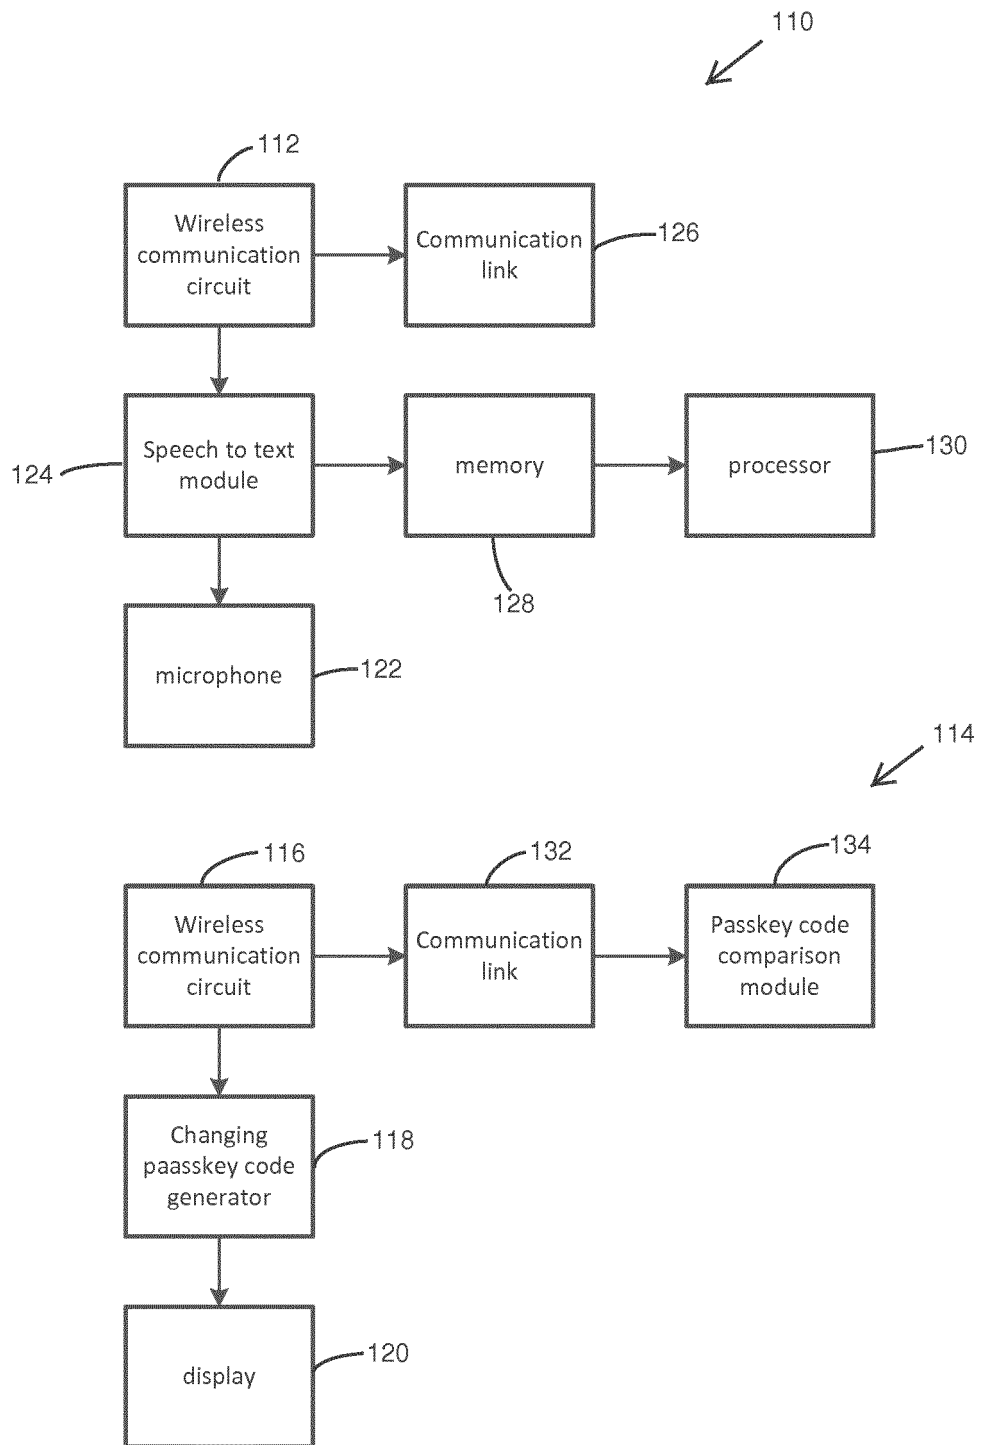 110
112
Wireless
communication
circuit
Communication
link
126
Speech to text
module
124
memory
128
processor
130
microphone
122
114
116
Wireless
communication
circuit
132
Communication
link
134
Passkey code
comparison
module
Changing
paasskey code
generator
118
display
120